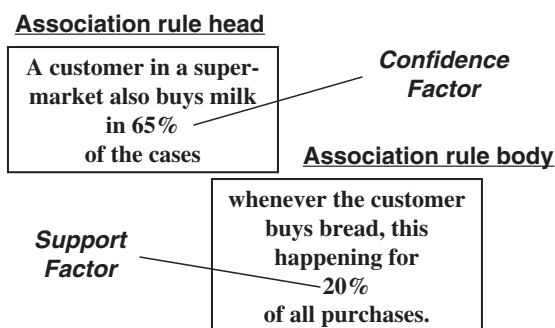 Association rule head
A customer in a super-
market also buys milk
in 65%
of the cases
Confidence
Factor
Association rule body
whenever the customer
buys bread, this
happening for
20%
of all purchases.
Support
Factor